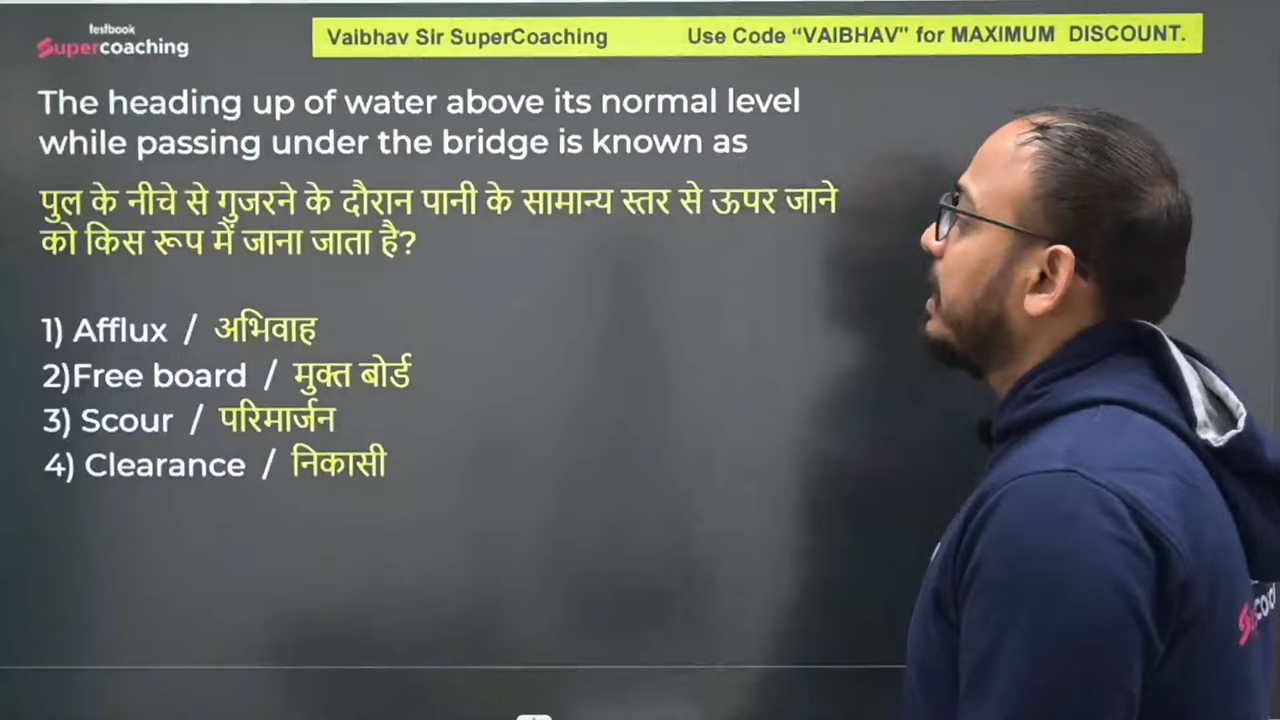 testbook
Supercoaching
Vaibhav Sir SuperCoaching Use Code “VAIBHAV” for MAXIMUM DISCOUNT.
The heading up of water above its normal level
while passing under the bridge is known as
पुल के नीचे से गुजरने के दौरान पानी के सामान्य स्तर से ऊपर जाने
को किस रूप में जाना जाता है?
1) Afflux / अभिवाह
2)Free board / मुक्त बोर्ड
3) Scour / परिमार्जन
4) Clearance / निकासी